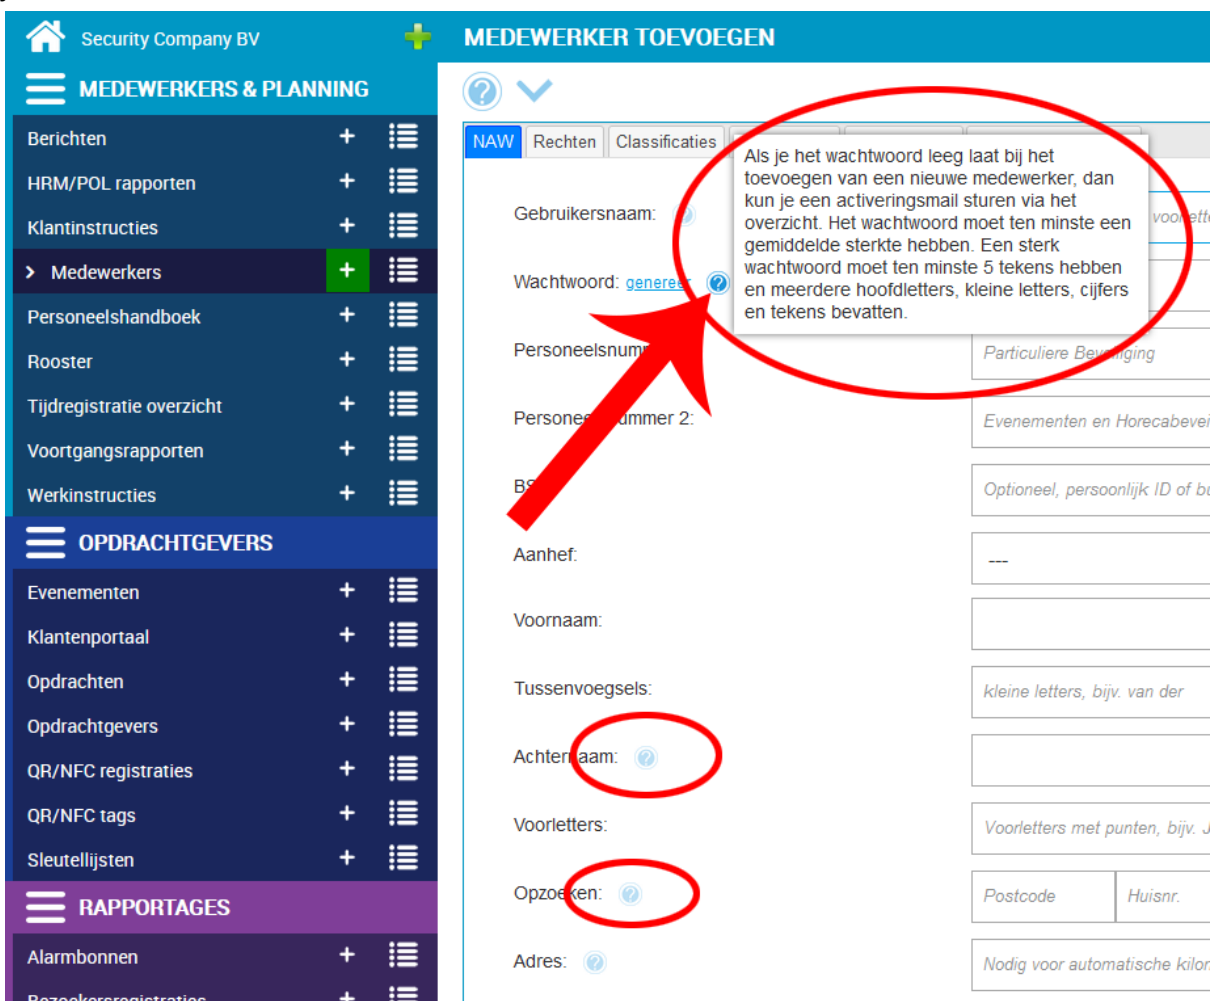 Security Company BV
MEDEWERKERS & PLANNING
Berichten
HRM/POL rapporten
Klantinstructies
Medewerkers
Personeelshandboek
Rooster
Tijdregistratie overzicht
Voortgangsrapporten
Werkinstructies
OPDRACHTGEVERS
Evenementen
Klantenportaal
Opdrachten
Opdrachtgevers
QR/NFC registraties
QR/NFC tags
Sleutellijsten
RAPPORTAGES
Alarmbonnen
Bezoekersregistraties
MEDEWERKER TOEVOEGEN
NAW Rechten Classificaties
Als je het wachtwoord leeg laat bij het
toevoegen van een nieuwe medewerker, dan
kun je een activeringsmail sturen via het
overzicht. Het wachtwoord moet ten minste een
gemiddelde sterkte hebben. Een sterk
wachtwoord moet ten minste 5 tekens hebben
en meerdere hoofdletters, kleine letters, cijfers
en tekens bevatten.
Gebruikersnaam:
Wachtwoord: genereer
Particuliere Beveiliging
Evenementen en
Optioneel, persoonlijk ID of
Aanhef: ---
Voornaam:
Tussenvoegsels: kleine letters, bijv. van der
Achternaam:
Voorletters: Voorletters met punten, bijv. J
Opzoeken: Postcode Huisnr.
Adres: Nodig voor automatische